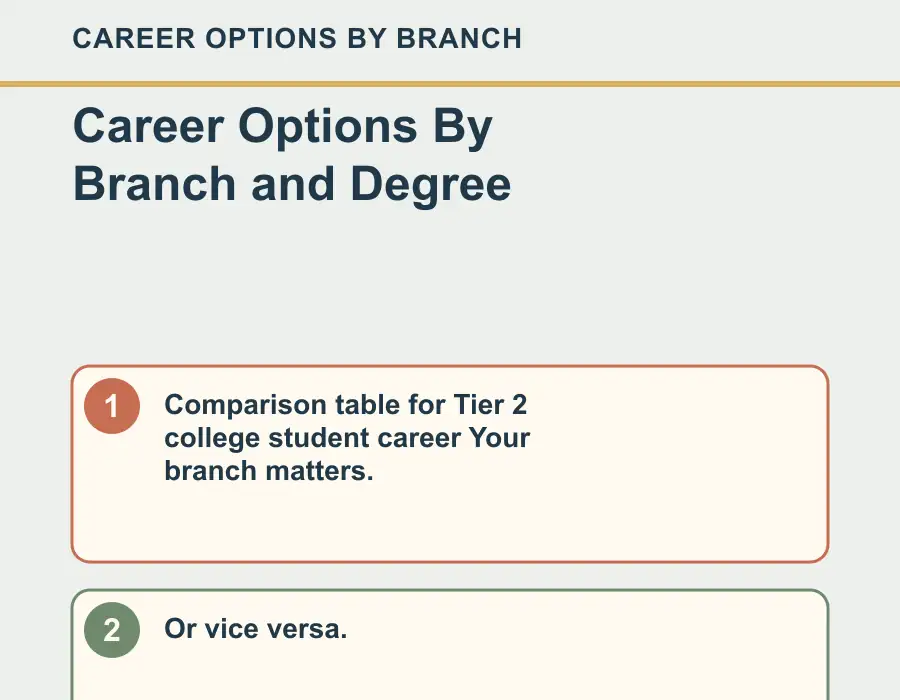 CAREER OPTIONS BY BRANCH
Career Options By
Branch and Degree
1
Comparison table for Tier 2
college student career Your
branch matters.
2
Or vice versa.